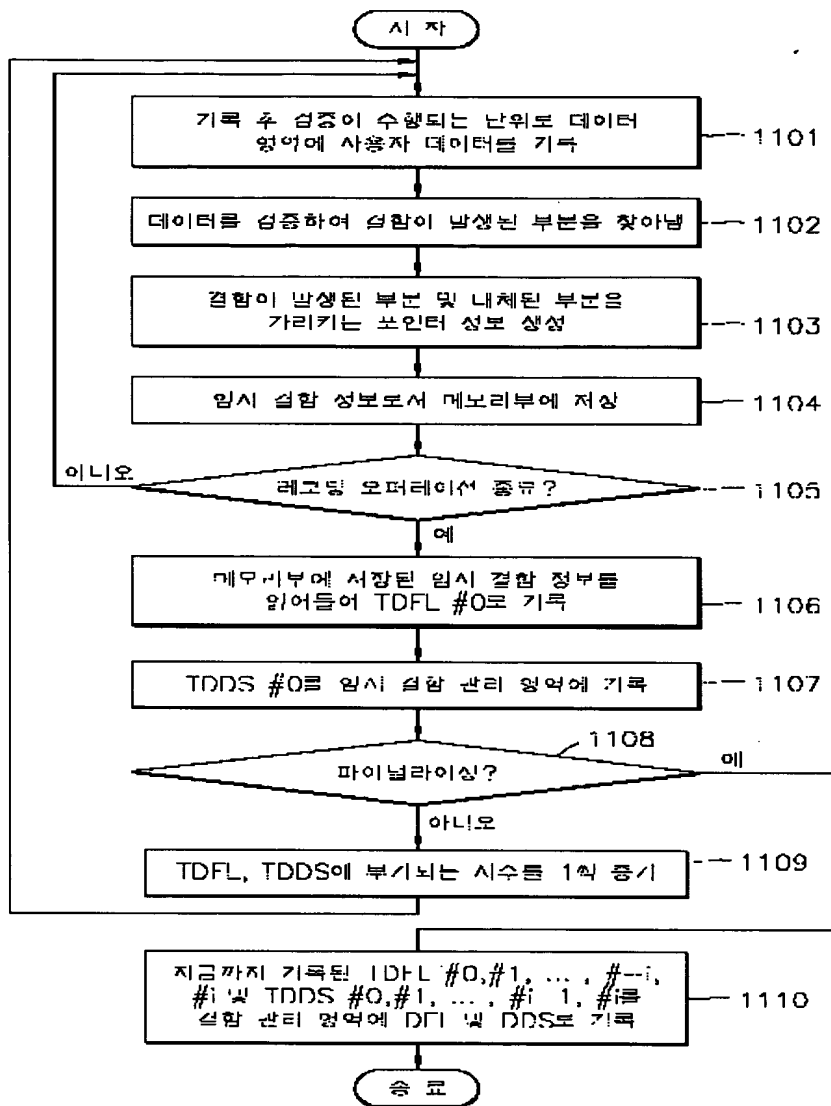 시 작
기록 후 검증이 수행되는 단위로 데이터
영역에 사용자 데이터를 기록
1101
데이터를 검증하여 결함이 발생된 부분을 찾아냄
1102
결함이 발생된 부분 및 대체된 부분을
가리키는 포인터 정보 생성
1103
임시 결함 정보로서 메모리부에 저장
1104
아니오
레코딩 오퍼레이션 종료?
1105
예
메모리부에 저장된 임시 결함 정보를
읽어들여 TDFL #0로 기록
1106
TDDS #0를 임시 결함 관리 영역에 기록
1107
1108
파이널라이싱?
예
아니오
TDFL, TDDS에 부기되는 지수를 1씩 증가
1109
지금까지 기록된 TDFL #0,#1, ... ,
#i 및 TDDS #0,#1, ... , #i 1, #i를
결함 관리 영역에 DFL 및 DDS로 기록
1110
종 료